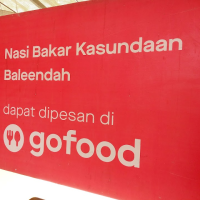 Nasi Bakar Kasundaan
Baleendah
dapat dipesan di
gofood